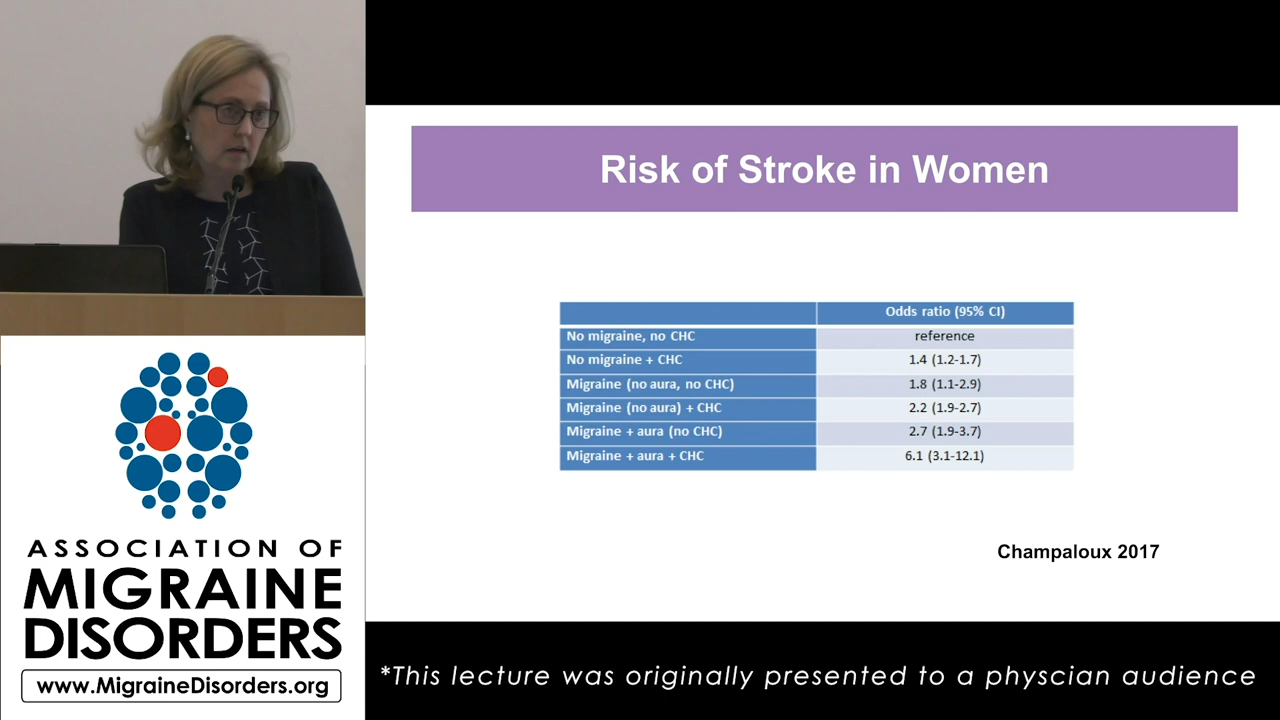 Risk of Stroke in Women
Odds ratio (95% CI)
No migraine, no CHC reference
No migraine + CHC 1.4 (1.2-1.7)
Migraine (no aura, no CHC) 1.8 (1.1-2.9)
Migraine (no aura) + CHC 2.2 (1.9-2.7)
Migraine + aura (no CHC) 2.7 (1.9-3.7)
Migraine + aura + CHC 6.1 (3.1-12.1)
Champaloux 2017
ASSOCIATION OF
MIGRAINE
DISORDERS
www.MigraineDisorders.org
*This lecture was originally presented to a physcian audience